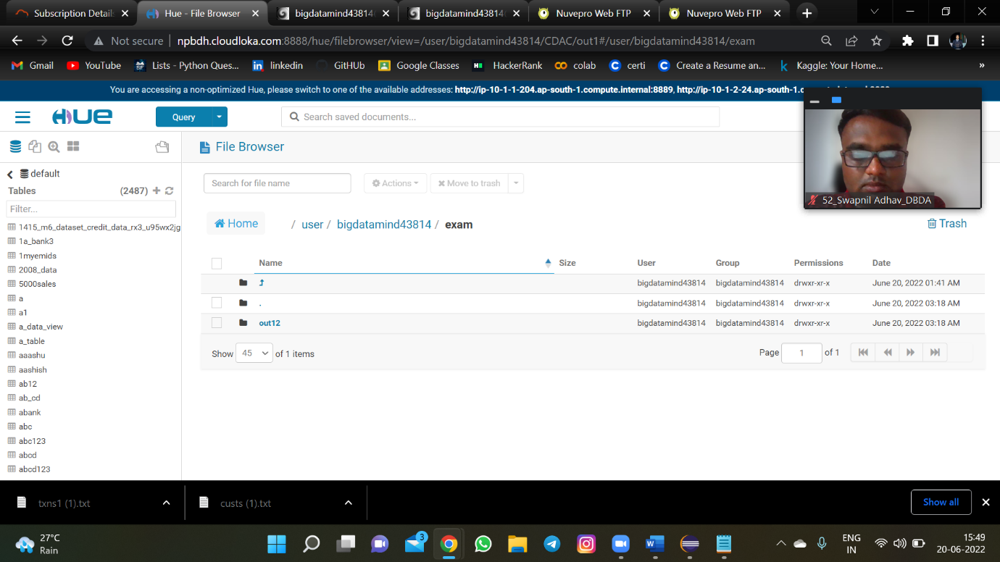 Subscription Details
Hue - File Browser
bigdatamind43814
bigdatamind43814
Nuvepro Web FTP
Nuvepro Web FTP
Not secure | npbdh.cloudloka.com:8888/hue/filebrowser/view=/user/bigdatamind43814/CDAC/out1#/user/bigdatamind43814/exam
Gmail
YouTube
Lists - Python Ques...
linkedin
GitHUb
Google Classes
HackerRank
colab
certi
Create a Resume an...
Kaggle: Your Home...
»
You are accessing a non-optimized Hue, please switch to one of the available addresses: http://ip-10-1-1-204.ap-south-1.compute.internal:8889, http://ip-10-1-2-24.ap-south-1.c
HUE
Query
Search saved documents...
File Browser
default
Tables (2487)
Filter...
1415_m6_dataset_credit_data_rx3_u95wx2jg
1a_bank3
1myemids
2008_data
5000sales
a
a1
a_data_view
a_table
aaashu
aashish
ab12
ab_cd
abank
abc
abc123
abcd
abcd123
Search for file name
Actions
Move to trash
52_Swapnil Adhav_DBDA
Home / user / bigdatamind43814 / exam
Trash
Name Size User Group Permissions Date
bigdatamind43814 bigdatamind43814 drwxr-xr-x June 20, 2022 01:41 AM
. bigdatamind43814 bigdatamind43814 drwxr-xr-x June 20, 2022 03:18 AM
out12 bigdatamind43814 bigdatamind43814 drwxr-xr-x June 20, 2022 03:18 AM
Show 45 of 1 items
Page 1 of 1
txns1 (1).txt
custs (1).txt
Show all
27°C
Rain
3
ENG
IN
15:49
20-06-2022